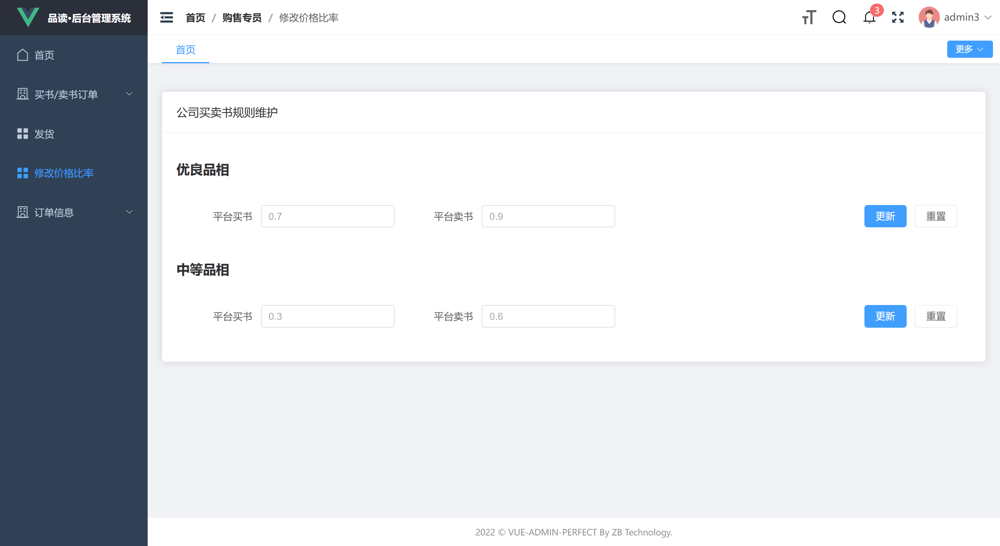 品读•后台管理系统
首页 / 购售专员 / 修改价格比率
3
admin3
首页
更多
首页
买书/卖书订单
发货
修改价格比率
订单信息
公司买卖书规则维护
优良品相
平台买书 0.7 平台卖书 0.9 更新 重置
中等品相
平台买书 0.3 平台卖书 0.6 更新 重置
2022 © VUE-ADMIN-PERFECT By ZB Technology.